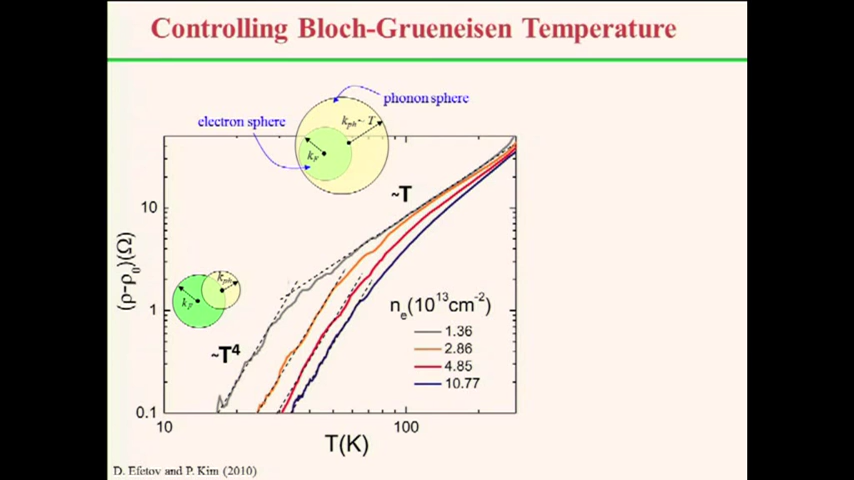 Controlling Bloch-Grueneisen Temperature
phonon sphere
electron sphere
k_ph ~ T
k_F
~T
10
(ρ-ρ₀)(Ω)
k_ph
k_F
nₑ(10¹³cm⁻²)
1
1.36
2.86
~T⁴
4.85
10.77
0.1
10
100
T(K)
D. Efetov and P. Kim (2010)